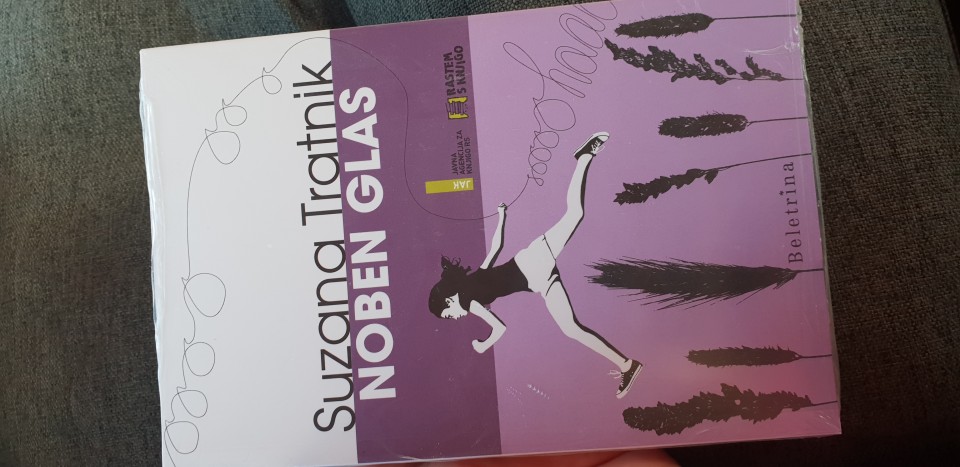 Suzana Tratnik
NOBEN GLAS
JAK
JAVNA
AGENCIJA ZA
KNJIGO RS
RASTEM
S KNJIGO
Beletrina